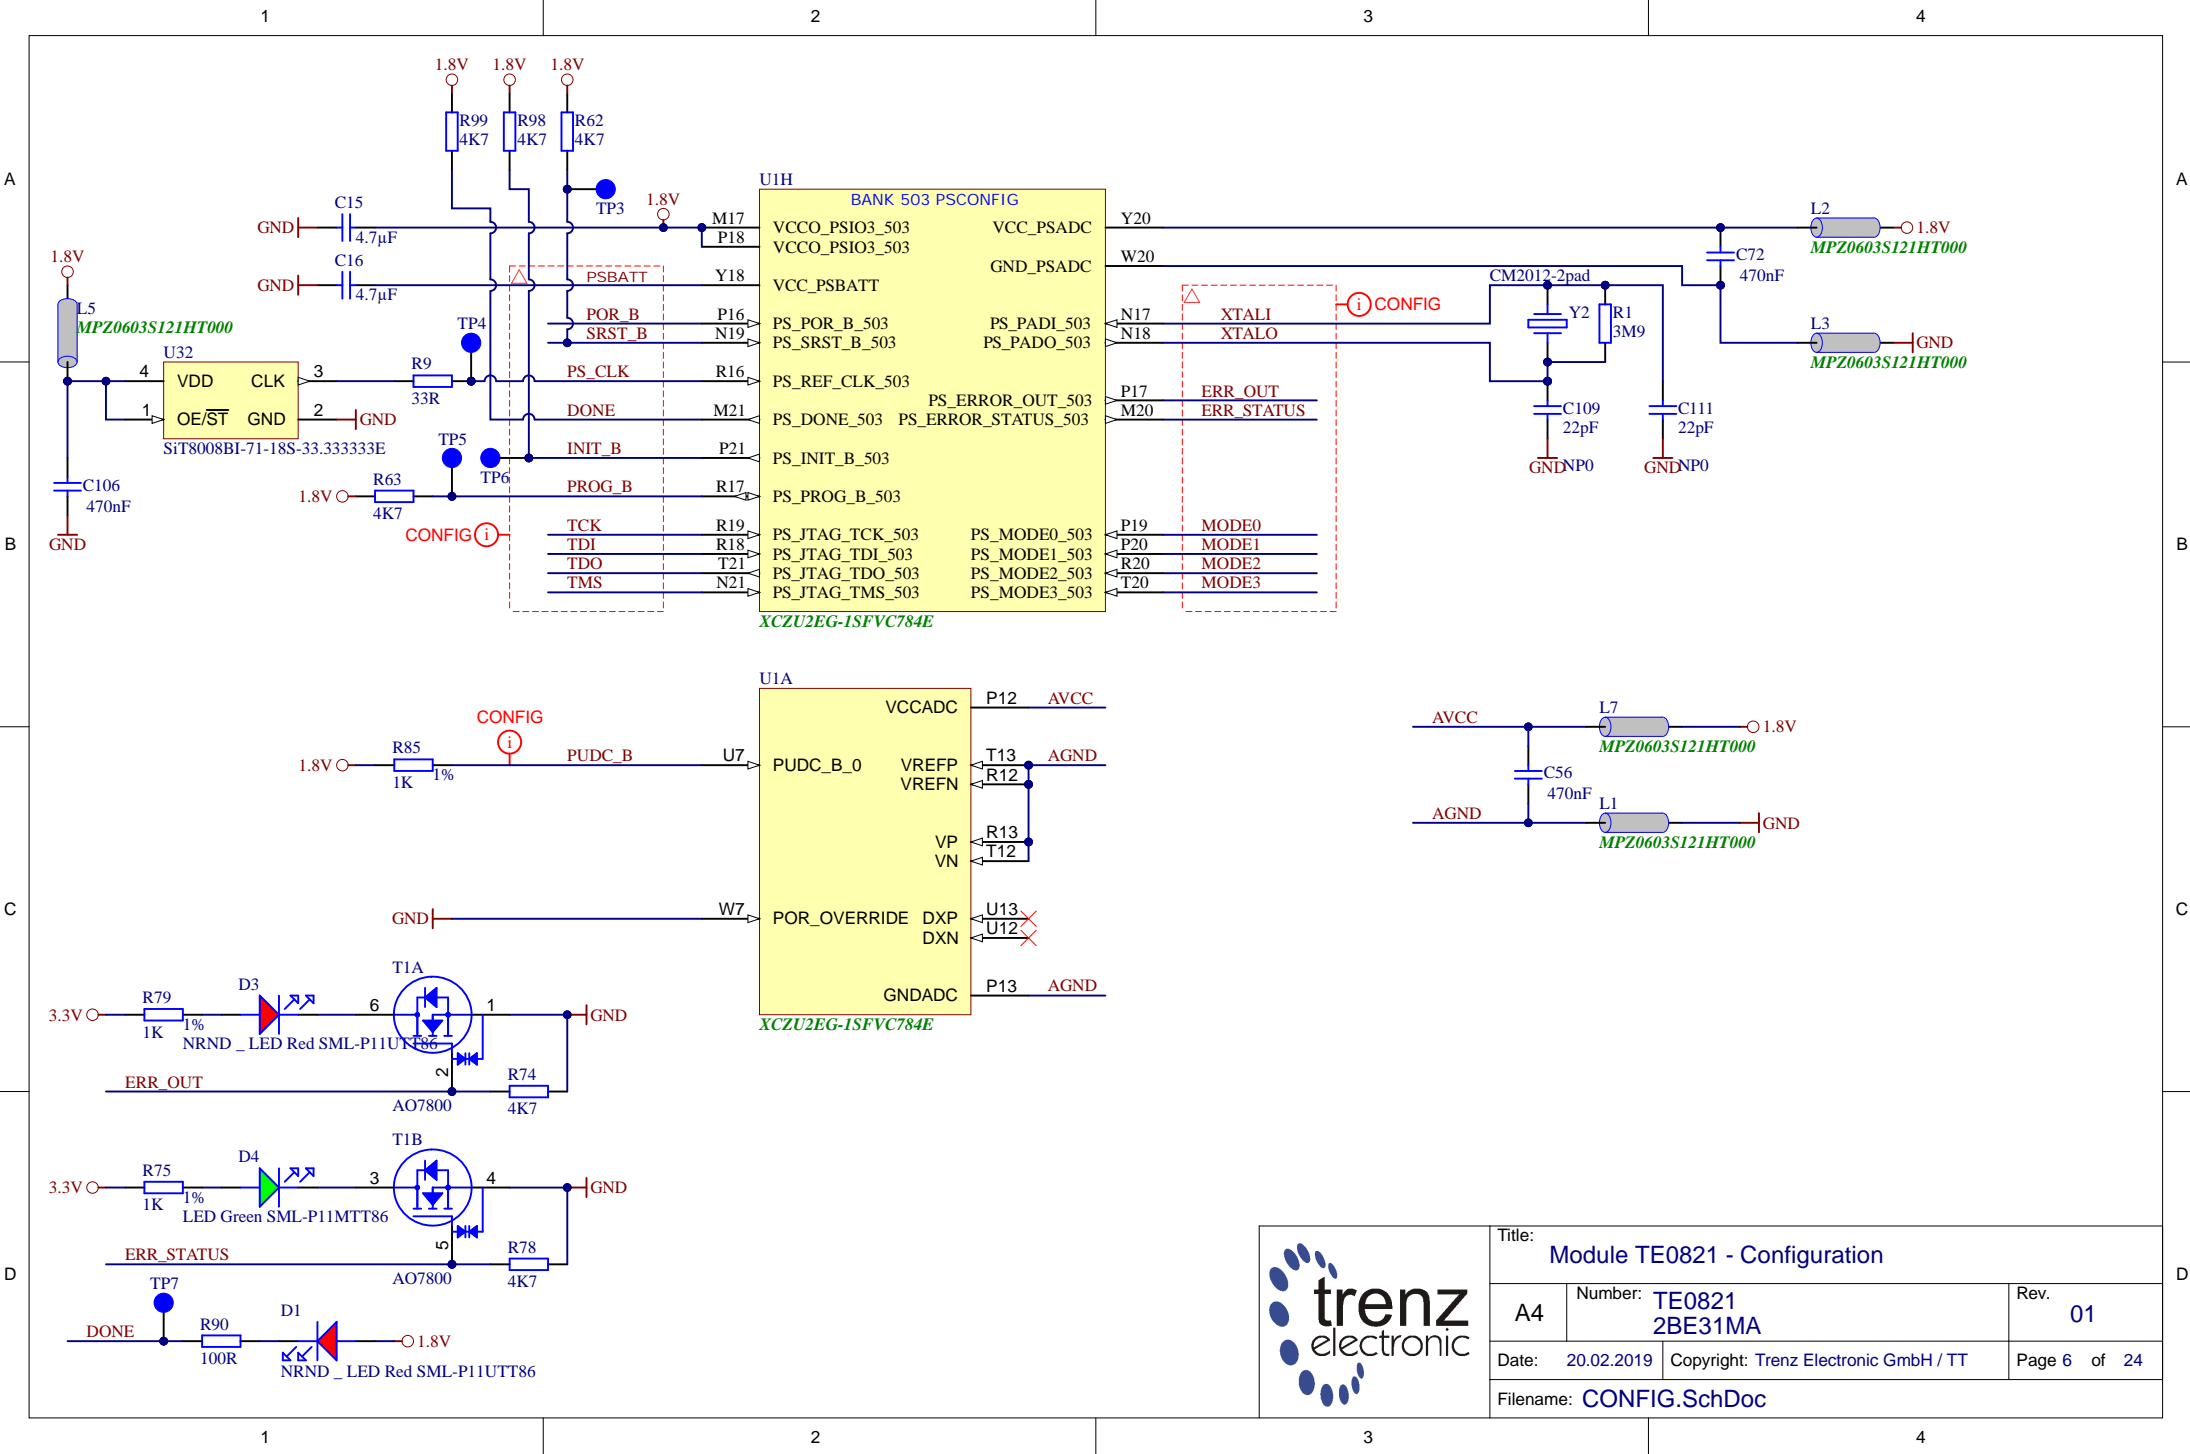 1 2 3 4
A A
B B
C C
D D
1.8V 1.8V 1.8V
R99 R98 R62
4K7 4K7 4K7
TP3
1.8V
C15
GND
4.7µF
C16
GND
4.7µF
1.8V
L5
MPZ0603S121HT000
U32
4 VDD CLK 3
1 OE/ST GND 2 GND
SiT8008BI-71-18S-33.333333E
C106
470nF
GND
TP4
R9
33R
TP5
TP6
1.8V R63
4K7
CONFIG i
PSBATT
POR_B
SRST_B
PS_CLK
DONE
INIT_B
PROG_B
TCK
TDI
TDO
TMS
U1H
BANK 503 PSCONFIG
M17 VCCO_PSIO3_503
P18 VCCO_PSIO3_503
Y18 VCC_PSBATT
P16 PS_POR_B_503
N19 PS_SRST_B_503
R16 PS_REF_CLK_503
M21 PS_DONE_503
P21 PS_INIT_B_503
R17 PS_PROG_B_503
R19 PS_JTAG_TCK_503
R18 PS_JTAG_TDI_503
T21 PS_JTAG_TDO_503
N21 PS_JTAG_TMS_503
VCC_PSADC Y20
GND_PSADC W20
PS_PADI_503 N17 XTALI
PS_PADO_503 N18 XTALO
PS_ERROR_OUT_503 P17 ERR_OUT
PS_ERROR_STATUS_503 M20 ERR_STATUS
PS_MODE0_503 P19 MODE0
PS_MODE1_503 P20 MODE1
PS_MODE2_503 R20 MODE2
PS_MODE3_503 T20 MODE3
XCZU2EG-1SFVC784E
i CONFIG
CM2012-2pad
Y2 R1
3M9
C109
22pF
GND NP0
C111
22pF
GND NP0
L2
1.8V
MPZ0603S121HT000
C72
470nF
L3
GND
MPZ0603S121HT000
U1A
CONFIG
i
1.8V R85
1K 1%
PUDC_B U7 PUDC_B_0
GND W7 POR_OVERRIDE
VCCADC P12 AVCC
VREFP T13 AGND
VREFN R12
VP R13
VN T12
DXP U13
DXN U12
GNDADC P13 AGND
XCZU2EG-1SFVC784E
AVCC L7 1.8V
MPZ0603S121HT000
C56
470nF
AGND L1 GND
MPZ0603S121HT000
3.3V R79 D3 6 T1A 1 GND
1K 1%
NRND _ LED Red SML-P11UTT86
2
ERR_OUT
AO7800
R74
4K7
3.3V R75 D4 3 T1B 4 GND
1K 1%
LED Green SML-P11MTT86
5
ERR_STATUS
AO7800
R78
4K7
TP7
DONE
R90
100R
D1
1.8V
NRND _ LED Red SML-P11UTT86
trenz
electronic
Title:
Module TE0821 - Configuration
A4
Number: TE0821
2BE31MA
Rev.
01
Date: 20.02.2019 Copyright: Trenz Electronic GmbH / TT Page 6 of 24
Filename: CONFIG.SchDoc
1 2 3 4